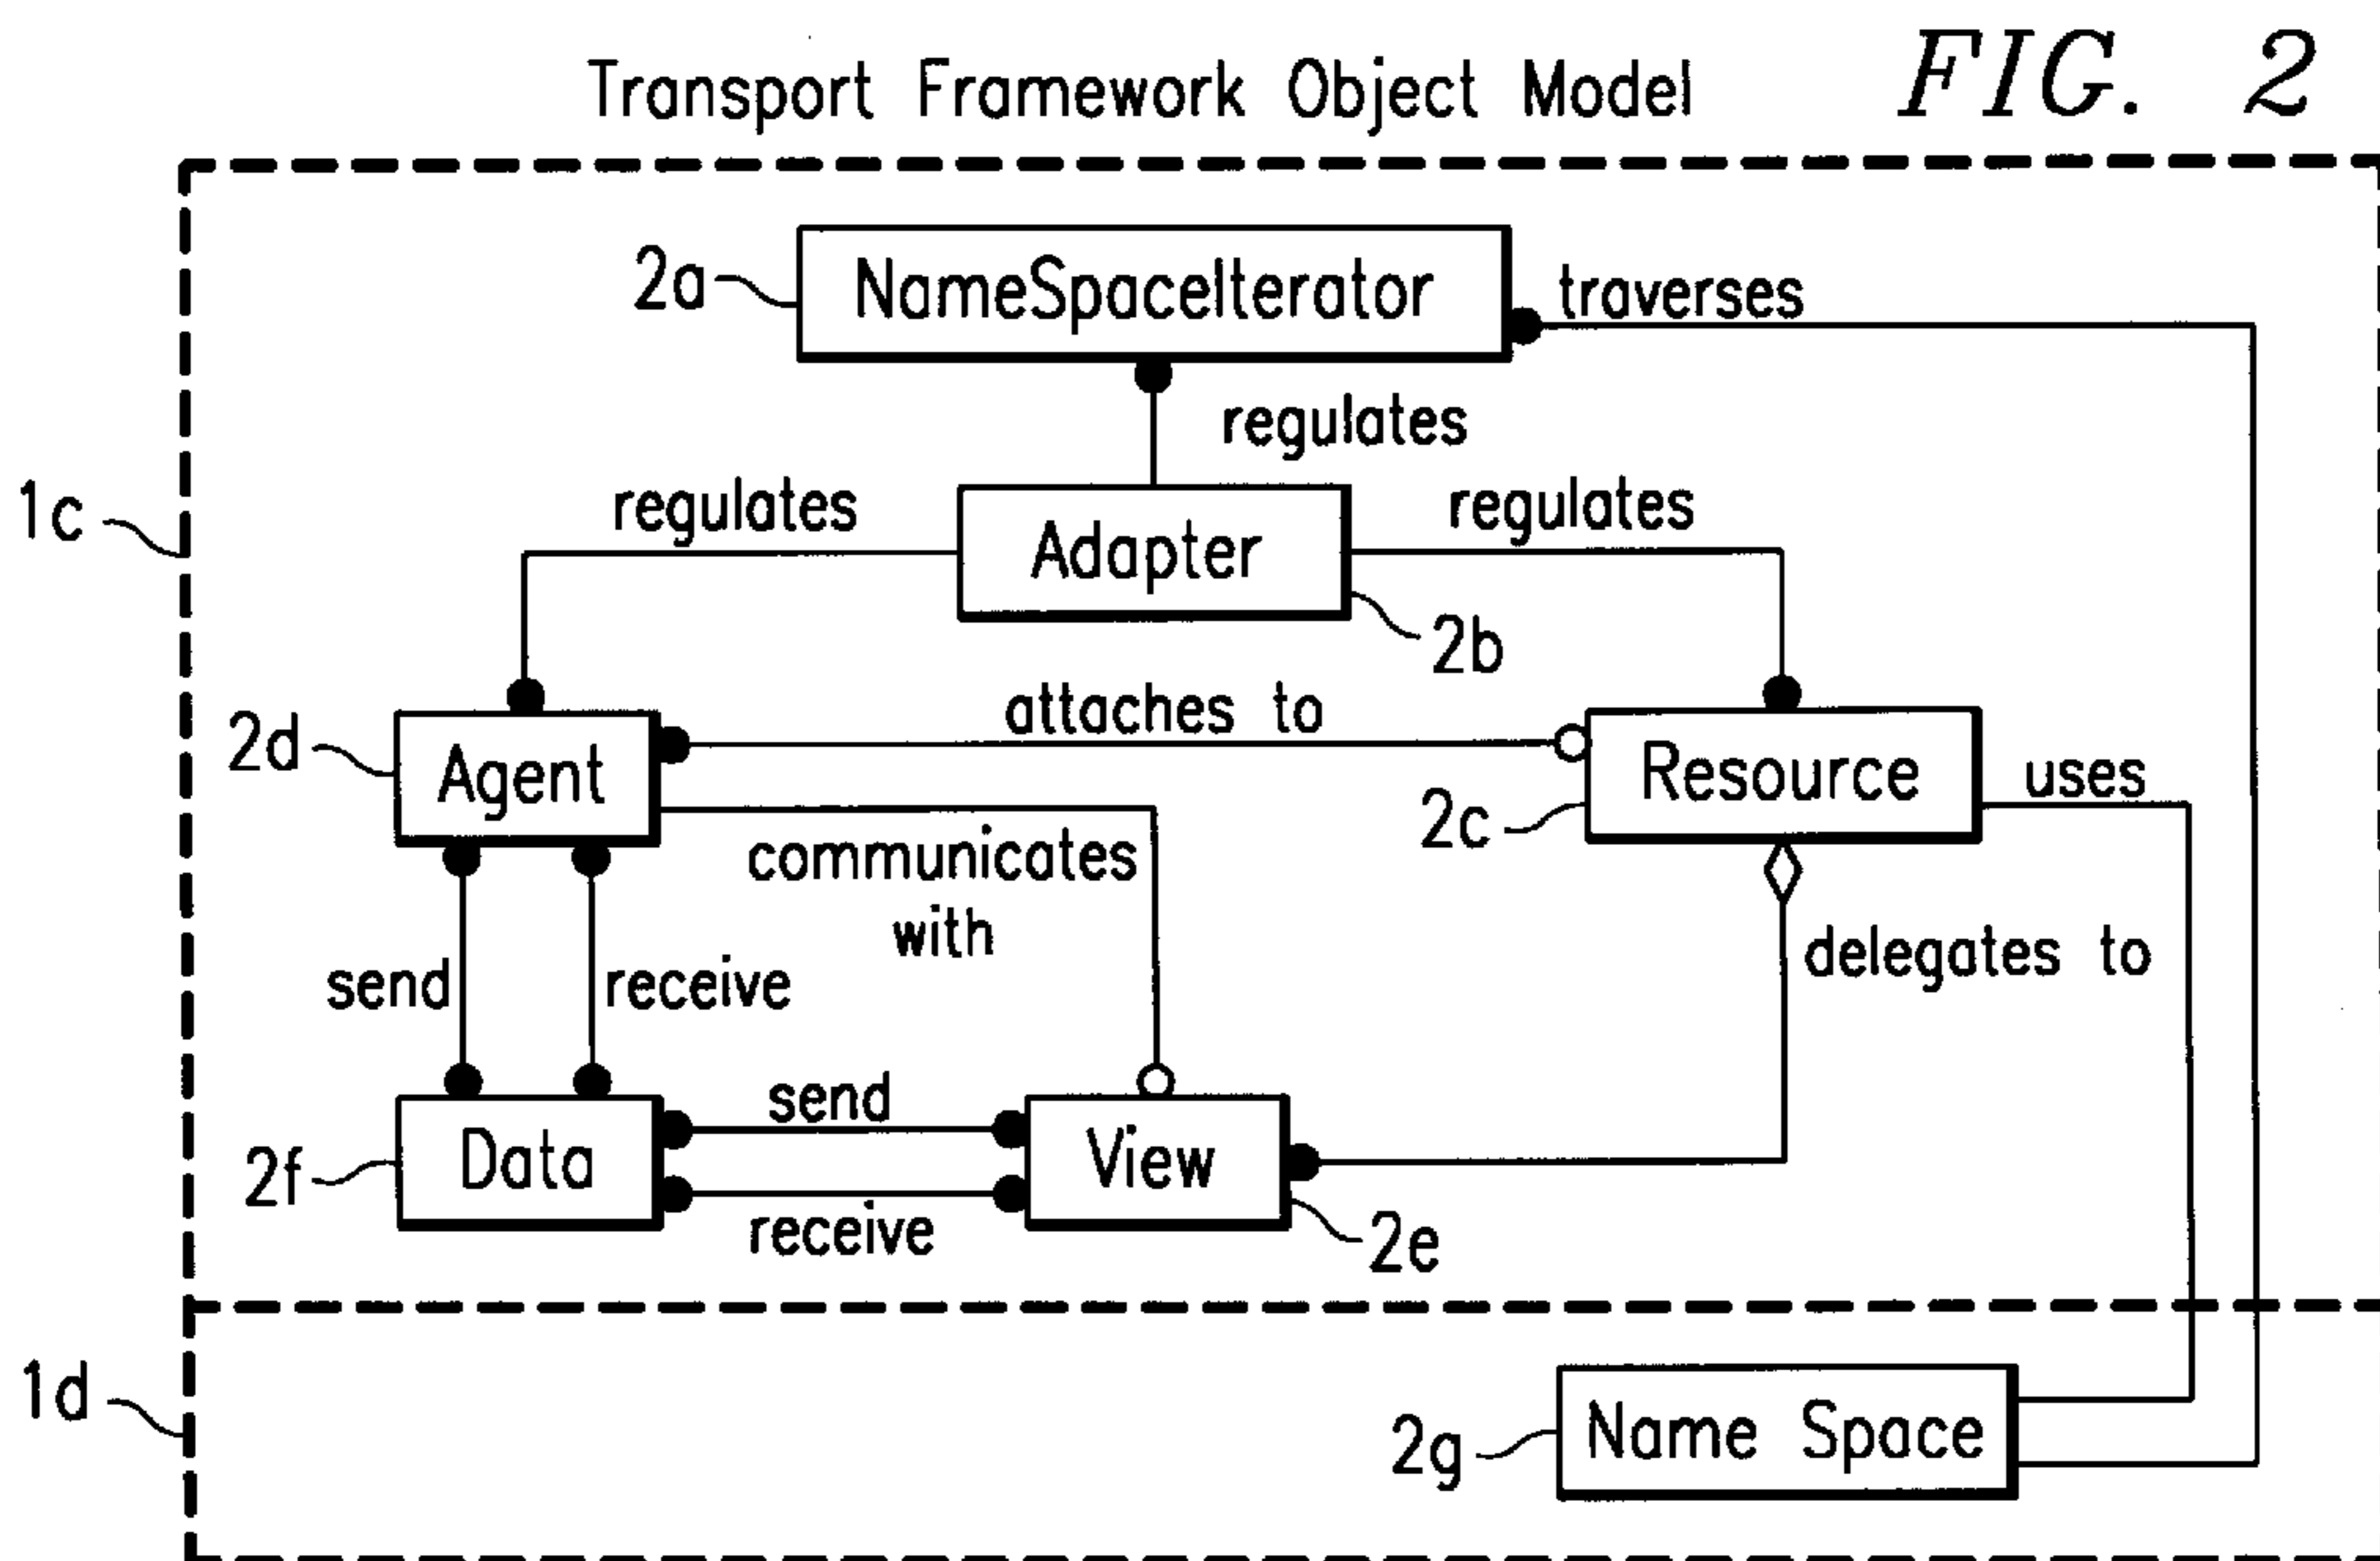 Transport Framework Object Model
FIG. 2
2a
NameSpaceIterator
traverses
regulates
1c
regulates
Adapter
regulates
2b
2d
Agent
attaches to
2c
Resource
uses
communicates
with
delegates to
send
receive
2f
Data
send
receive
View
2e
1d
2g
Name Space